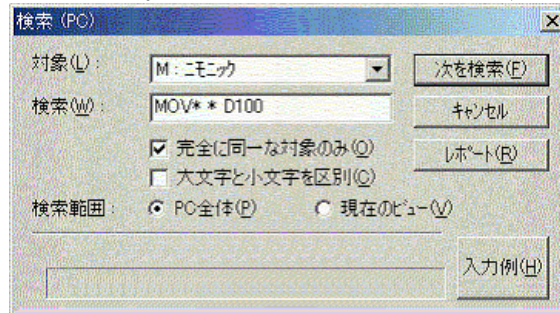 検索 (PC)
対象(L): M:ﾆﾓﾆｯｸ 次を検索(F)
検索(W): MOV* * D100 ｷｬﾝｾﾙ
完全に同一な対象のみ(O) ﾚﾎﾟｰﾄ(R)
大文字と小文字を区別(C)
検索範囲: PC全体(P) 現在のﾋﾞｭｰ(V)
入力例(H)